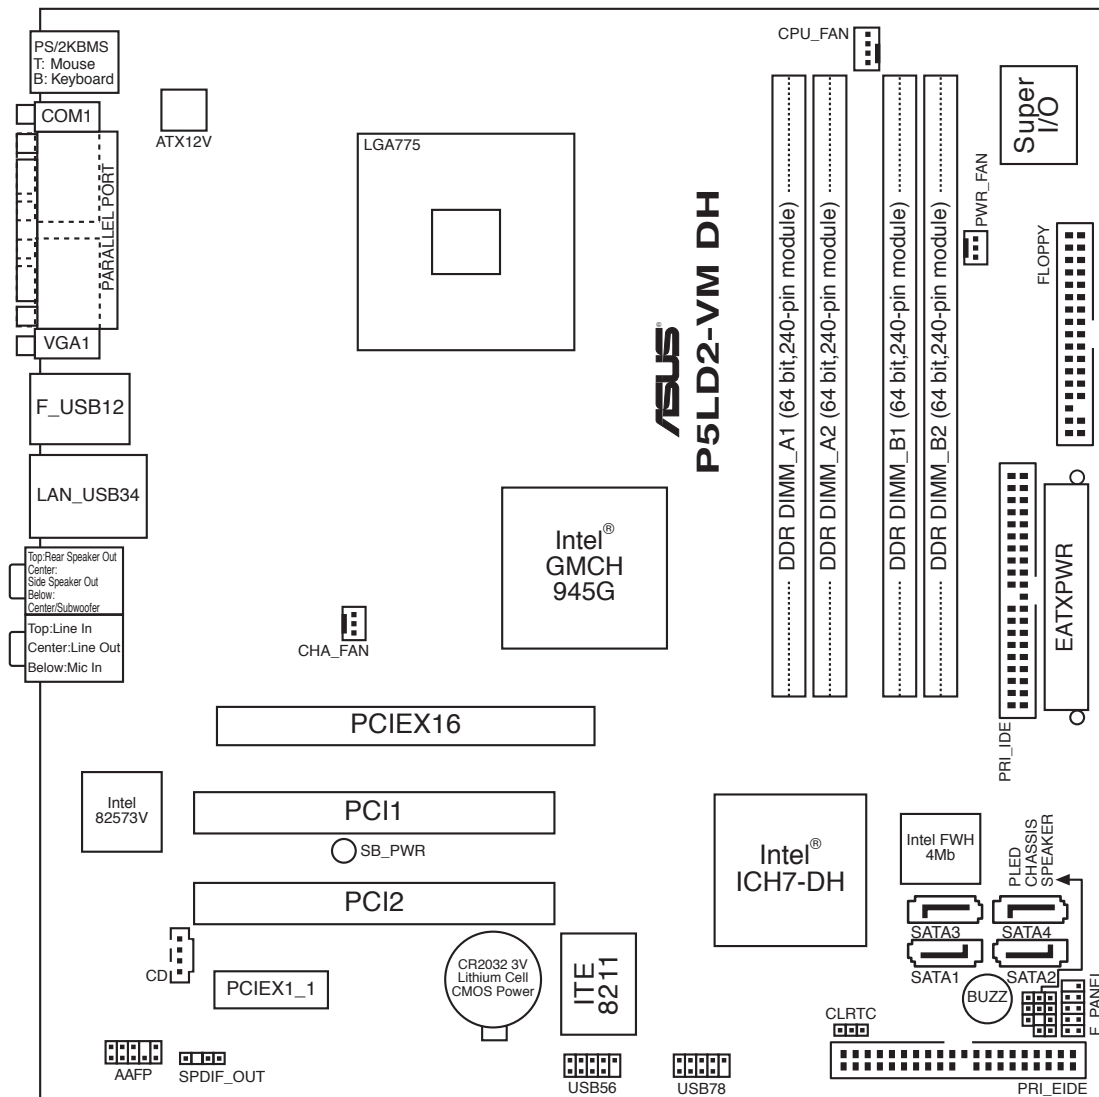 PS/2KBMS
T: Mouse
B: Keyboard
COM1
PARALLEL PORT
VGA1
ATX12V
LGA775
CPU_FAN
Super
I/O
PWR_FAN
FLOPPY
ASUS®
P5LD2-VM DH
DDR DIMM_A1 (64 bit,240-pin module)
DDR DIMM_A2 (64 bit,240-pin module)
DDR DIMM_B1 (64 bit,240-pin module)
DDR DIMM_B2 (64 bit,240-pin module)
F_USB12
LAN_USB34
Top:Rear Speaker Out
Center:
Side Speaker Out
Below:
Center/Subwoofer
Top:Line In
Center:Line Out
Below:Mic In
Intel®
GMCH
945G
CHA_FAN
EATXPWR
PRI_IDE
PCIEX16
Intel
82573V
PCI1
SB_PWR
PCI2
Intel®
ICH7-DH
Intel FWH
4Mb
PLED
CHASSIS
SPEAKER
SATA3
SATA4
SATA1
SATA2
CD
PCIEX1_1
CR2032 3V
Lithium Cell
CMOS Power
ITE
8211
BUZZ
F_PANEL
CLRTC
AAFP
SPDIF_OUT
USB56
USB78
PRI_EIDE